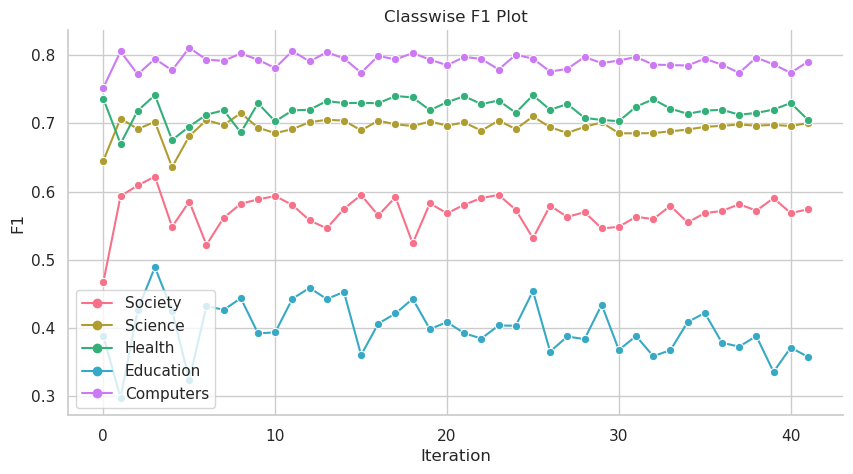 Classwise F1 Plot
F1
0.8
0.7
0.6
0.5
0.4
0.3
Society
Science
Health
Education
Computers
0 10 20 30 40
Iteration